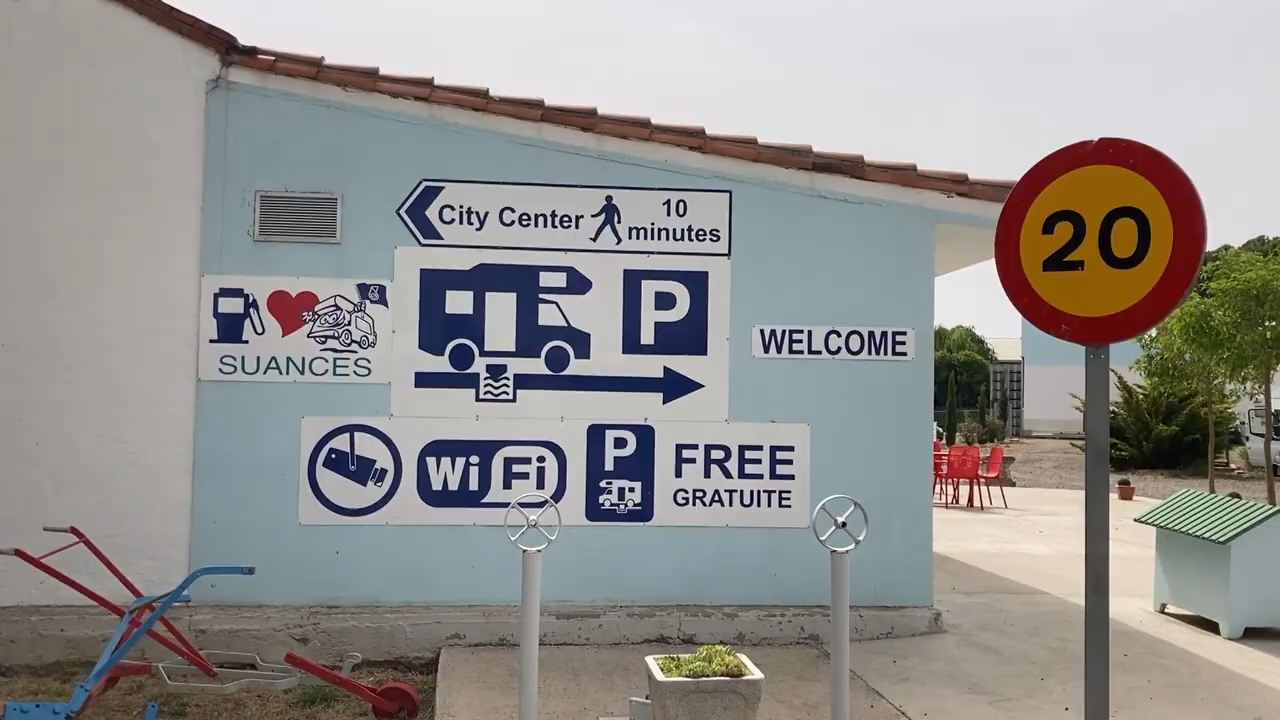 City Center
10
minutes
P
SUANCES
WELCOME
WiFi
P
FREE
GRATUITE
20